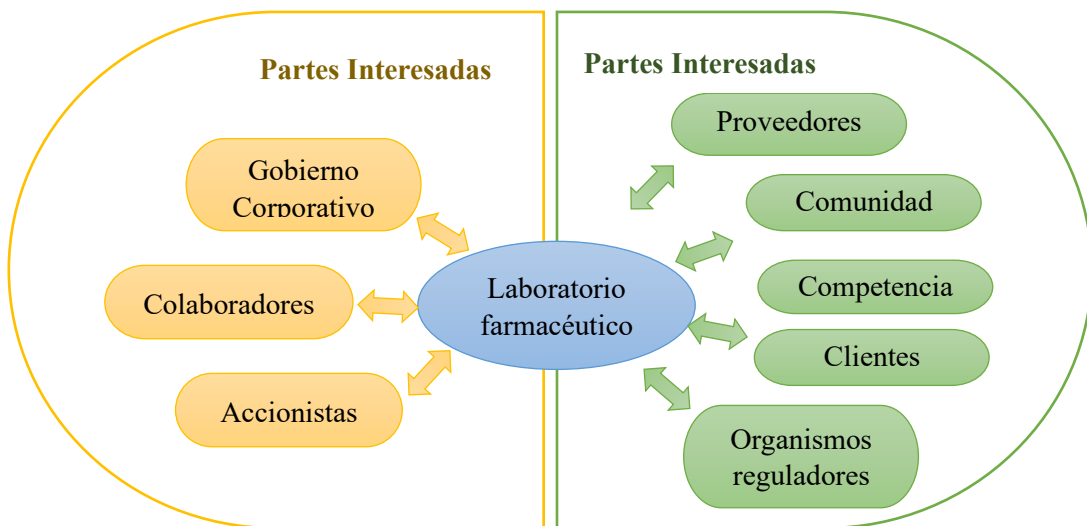 Partes Interesadas
Gobierno
Corporativo
Colaboradores
Accionistas
Laboratorio
farmacéutico
Partes Interesadas
Proveedores
Comunidad
Competencia
Clientes
Organismos
reguladores